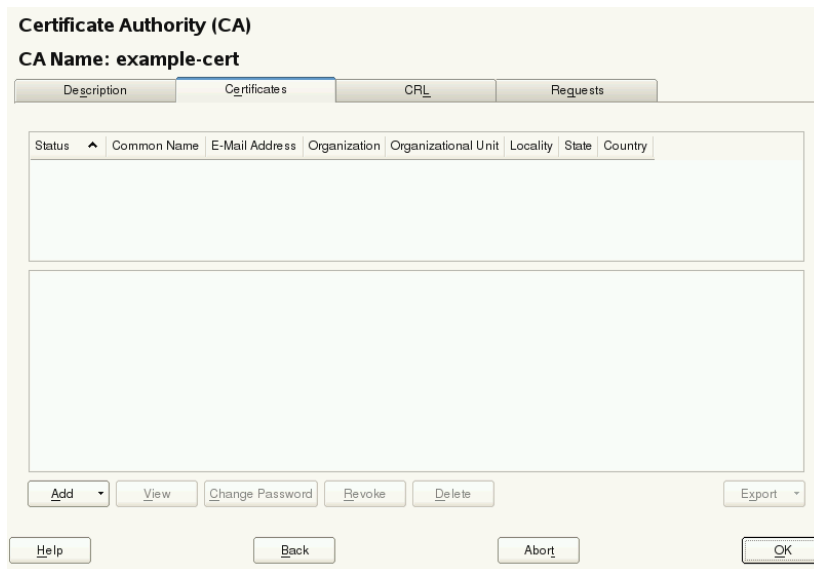 Certificate Authority (CA)
CA Name: example-cert
Description Certificates CRL Requests
Status Common Name E-Mail Address Organization Organizational Unit Locality State Country
Add View Change Password Revoke Delete Export
Help Back Abort OK